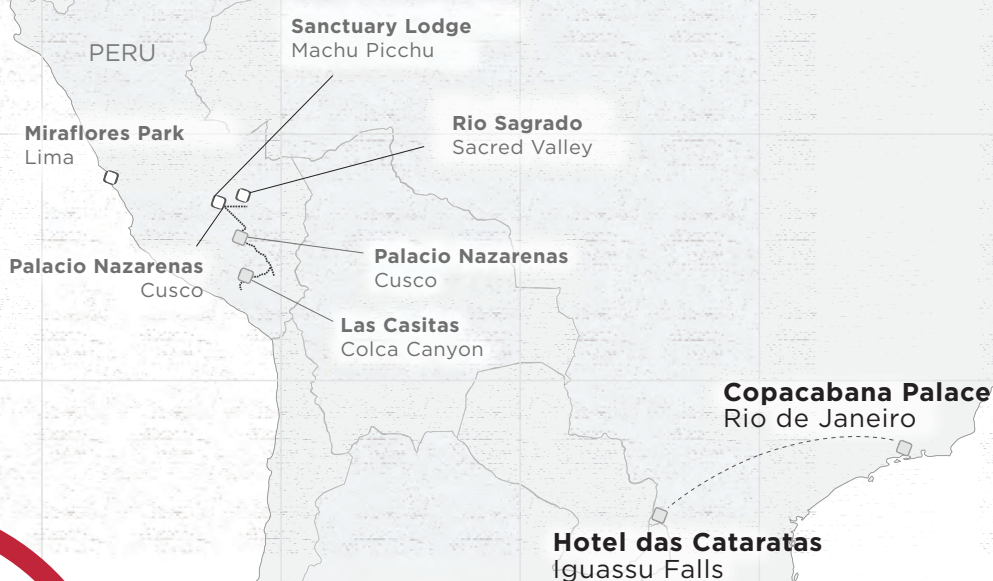 Sanctuary Lodge
Machu Picchu
PERU
Rio Sagrado
Sacred Valley
Miraflores Park
Lima
Palacio Nazarenas
Cusco
Palacio Nazarenas
Cusco
Las Casitas
Colca Canyon
Copacabana Palace
Rio de Janeiro
Hotel das Cataratas
Iguassu Falls